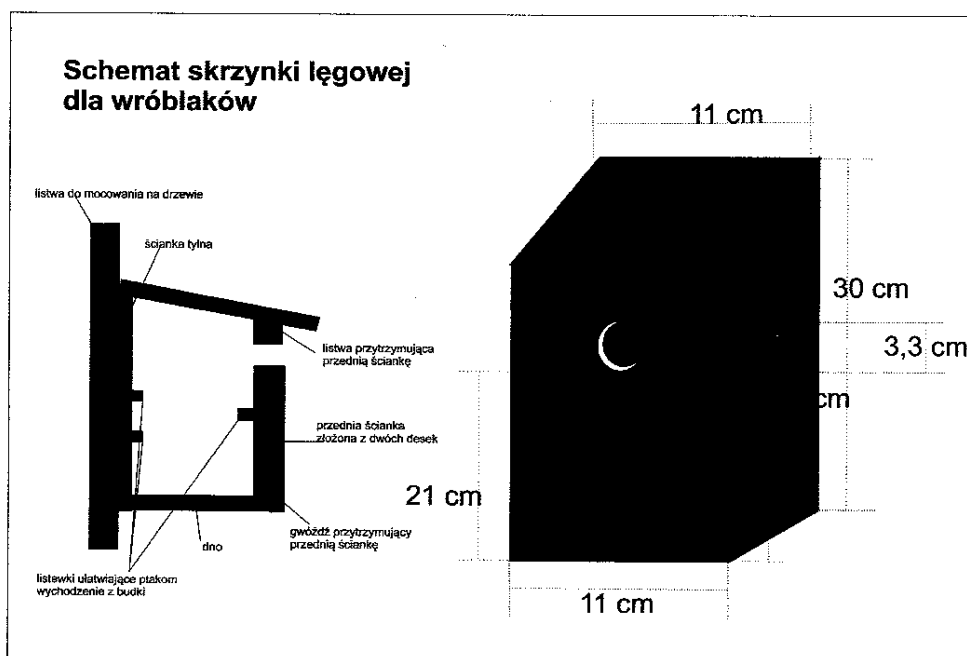 Schemat skrzynki lęgowej
dla wróblaków
11 cm
listwa do mocowania na drzewie
ścianka tylna
30 cm
3,3 cm
listwa przytrzymująca
przednią ściankę
cm
przednia ścianka
złożona z dwóch desek
21 cm
gwóźdź przytrzymujący
przednią ściankę
dno
listewki ułatwiające ptakom
wychodzenie z budki
11 cm